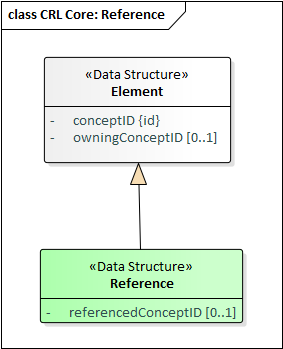 class CRL Core: Reference
«Data Structure»
Element
- conceptID {id}
- owningConceptID [0..1]
«Data Structure»
Reference
- referencedConceptID [0..1]